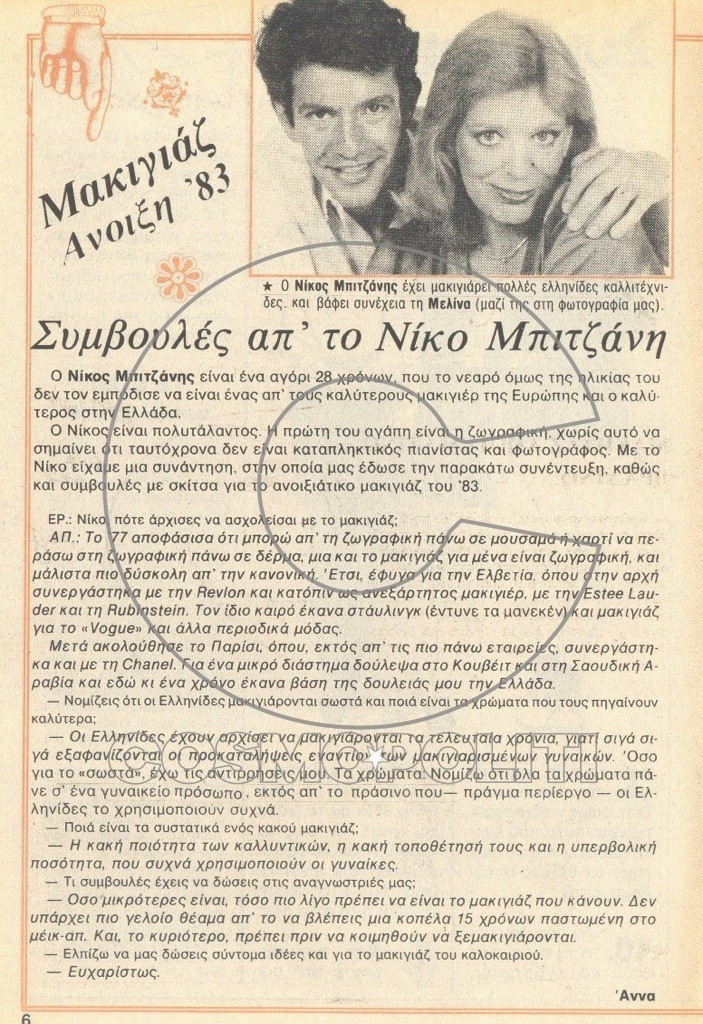 Μακιγιάζ
Ανοιξη '83
★ Ο Νίκος Μπιτζάνης έχει μακιγιάρει πολλές ελληνίδες καλλιτέχνι-
δες. και βάφει συνέχεια τη Μελίνα (μαζί της στη φωτογραφία μας).
Συμβουλές απ' το Νίκο Μπιτζάνη
Ο Νίκος Μπιτζάνης είναι ένα αγόρι 28 χρόνων, που το νεαρό όμως της ηλικίας του
δεν τον εμπόδισε να είναι ένας απ' τους καλύτερους μακιγιέρ της Ευρώπης και ο καλύ-
τερος στην Ελλάδα.
Ο Νίκος είναι πολυτάλαντος. Η πρώτη του αγάπη είναι η ζωγραφική, χωρίς αυτό να
σημαίνει ότι ταυτόχρονα δεν είναι καταπληκτικός πιανίστας και φωτογράφος. Με το
Νίκο είχαμε μια συνάντηση, στην οποία μας έδωσε την παρακάτω συνέντευξη, καθώς
και συμβουλές με σκίτσα για το ανοιξιάτικο μακιγιάζ του '83.
ΕΡ.: Νίκο, πότε άρχισες να ασχολείσαι με το μακιγιάζ;
ΑΠ.: Το '77 αποφάσισα ότι μπορώ απ' τη ζωγραφική πάνω σε μουσαμά ή χαρτί να πε-
ράσω στη ζωγραφική πάνω σε δέρμα, μια και το μακιγιάζ για μένα είναι ζωγραφική, και
μάλιστα πιο δύσκολη απ' την κανονική. 'Ετσι, έφυγα για την Ελβετία, όπου στην αρχή
συνεργάστηκα με την Revlon και κατόπιν ως ανεξάρτητος μακιγιέρ, με την Estee Lau-
der και τη Rubinstein. Τον ίδιο καιρό έκανα στάυλινγκ (έντυνε τα μανεκέν) και μακιγιάζ
για το «Vogue» και άλλα περιοδικά μόδας.
Μετά ακολούθησε το Παρίσι, όπου, εκτός απ' τις πιο πάνω εταιρείες, συνεργάστη-
κα και με τη Chanel. Για ένα μικρό διάστημα δούλεψα στο Κουβέιτ και στη Σαουδική Α-
ραβία και εδώ κι ένα χρόνο έκανα βάση της δουλειάς μου την Ελλάδα.
— Νομίζεις ότι οι Ελληνίδες μακιγιάρονται σωστά και ποιά είναι τα χρώματα που τους πηγαίνουν
καλύτερα;
— Οι Ελληνίδες έχουν αρχίσει να μακιγιάρονται τα τελευταία χρόνια, γιατί σιγά σι-
γά εξαφανίζονται οι προκαταλήψεις εναντίον των μακιγιαρισμένων γυναικών. 'Οσο
για το «σωστά», έχω τις αντιρρήσεις μου. Τα χρώματα: Νομίζω ότι όλα τα χρώματα πά-
νε σ' ένα γυναικείο πρόσωπο, εκτός απ' το πράσινο που— πράγμα περίεργο — οι Ελ-
ληνίδες το χρησιμοποιούν συχνά.
— Ποιά είναι τα συστατικά ενός κακού μακιγιάζ;
— Η κακή ποιότητα των καλλυντικών, η κακή τοποθέτησή τους και η υπερβολική
ποσότητα, που συχνά χρησιμοποιούν οι γυναίκες.
— Τι συμβουλές έχεις να δώσεις στις αναγνωστριές μας;
— Οσο μικρότερες είναι, τόσο πιο λίγο πρέπει να είναι το μακιγιάζ που κάνουν. Δεν
υπάρχει πιο γελοίο θέαμα απ' το να βλέπεις μια κοπέλα 15 χρόνων παστωμένη στο
μέικ-απ. Και, το κυριότερο, πρέπει πριν να κοιμηθούν να ξεμακιγιάρονται.
— Ελπίζω να μας δώσεις σύντομα ιδέες και για το μακιγιάζ του καλοκαιριού.
— Ευχαρίστως.
'Αννα
6
COSMOPOLITI